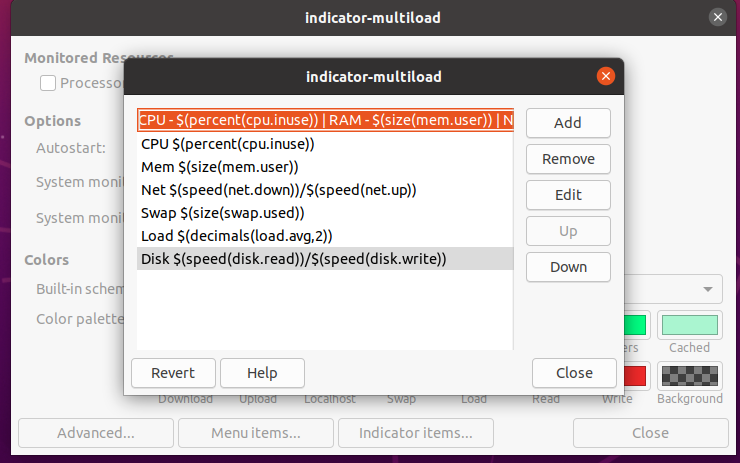 indicator-multiload
Monitored Resources
Processor
indicator-multiload
Options
Autostart:
System monit
System monit
Colors
Built-in schem
Color palette
CPU - $(percent(cpu.inuse)) | RAM - $(size(mem.user)) | N
CPU $(percent(cpu.inuse))
Mem $(size(mem.user))
Net $(speed(net.down))/$(speed(net.up))
Swap $(size(swap.used))
Load $(decimals(load.avg,2))
Disk $(speed(disk.read))/$(speed(disk.write))
Add
Remove
Edit
Up
Down
Revert
Help
Close
ers
Cached
Download
Upload
Localhost
Swap
Load
Read
Write
Background
Advanced...
Menu items...
Indicator items...
Close